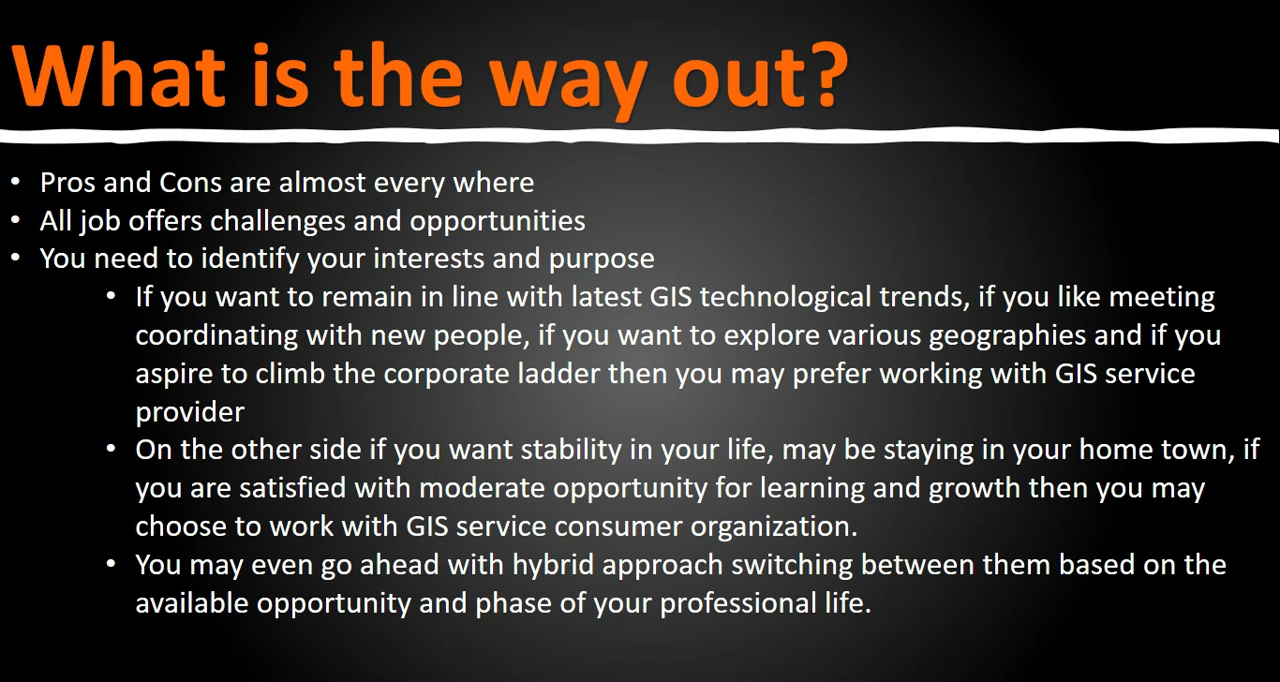 What is the way out?
• Pros and Cons are almost every where
• All job offers challenges and opportunities
• You need to identify your interests and purpose
• If you want to remain in line with latest GIS technological trends, if you like meeting
coordinating with new people, if you want to explore various geographies and if you
aspire to climb the corporate ladder then you may prefer working with GIS service
provider
• On the other side if you want stability in your life, may be staying in your home town, if
you are satisfied with moderate opportunity for learning and growth then you may
choose to work with GIS service consumer organization.
• You may even go ahead with hybrid approach switching between them based on the
available opportunity and phase of your professional life.